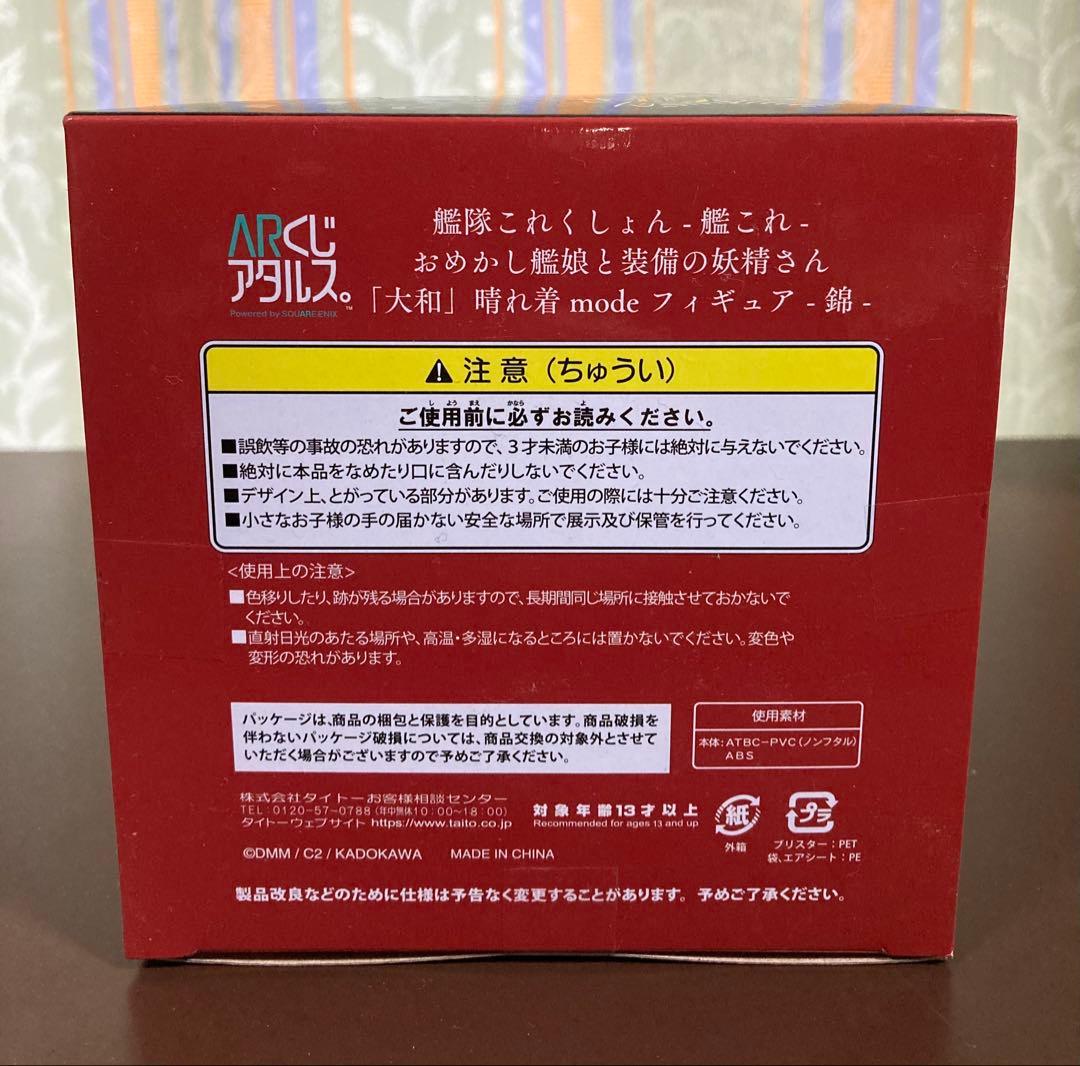 ARくじ
アタルス。™
Powered by SQUARE ENIX
艦隊これくしょん - 艦これ -
おめかし艦娘と装備の妖精さん
「大和」晴れ着 mode フィギュア - 錦 -
注意（ちゅうい）
ご使用前に必ずお読みください。
■誤飲等の事故の恐れがありますので、３才未満のお子様には絶対に与えないでください。
■絶対に本品をなめたり口に含んだりしないでください。
■デザイン上、とがっている部分があります。ご使用の際には十分ご注意ください。
■小さなお子様の手の届かない安全な場所で展示及び保管を行ってください。
<使用上の注意>
■色移りしたり、跡が残る場合がありますので、長期間同じ場所に接触させておかないで
ください。
■直射日光のあたる場所や、高温・多湿になるところには置かないでください。変色や
変形の恐れがあります。
パッケージは、商品の梱包と保護を目的としています。商品破損を
伴わないパッケージ破損については、商品交換の対象外とさせて
いただく場合がございますので予めご了承ください。
使用素材
本体：ATBC-PVC（ノンフタル）
ABS
株式会社タイトーお客様相談センター
TEL：0120-57-0788（年中無休10：00〜18：00）
タイトーウェブサイト https://www.taito.co.jp
対象年齢13才以上
Recommended for ages 13 and up
紙
外箱
プラ
ブリスター：PET
袋、エアシート：PE
©DMM / C2 / KADOKAWA MADE IN CHINA
製品改良などのために仕様は予告なく変更することがあります。予めご了承ください。